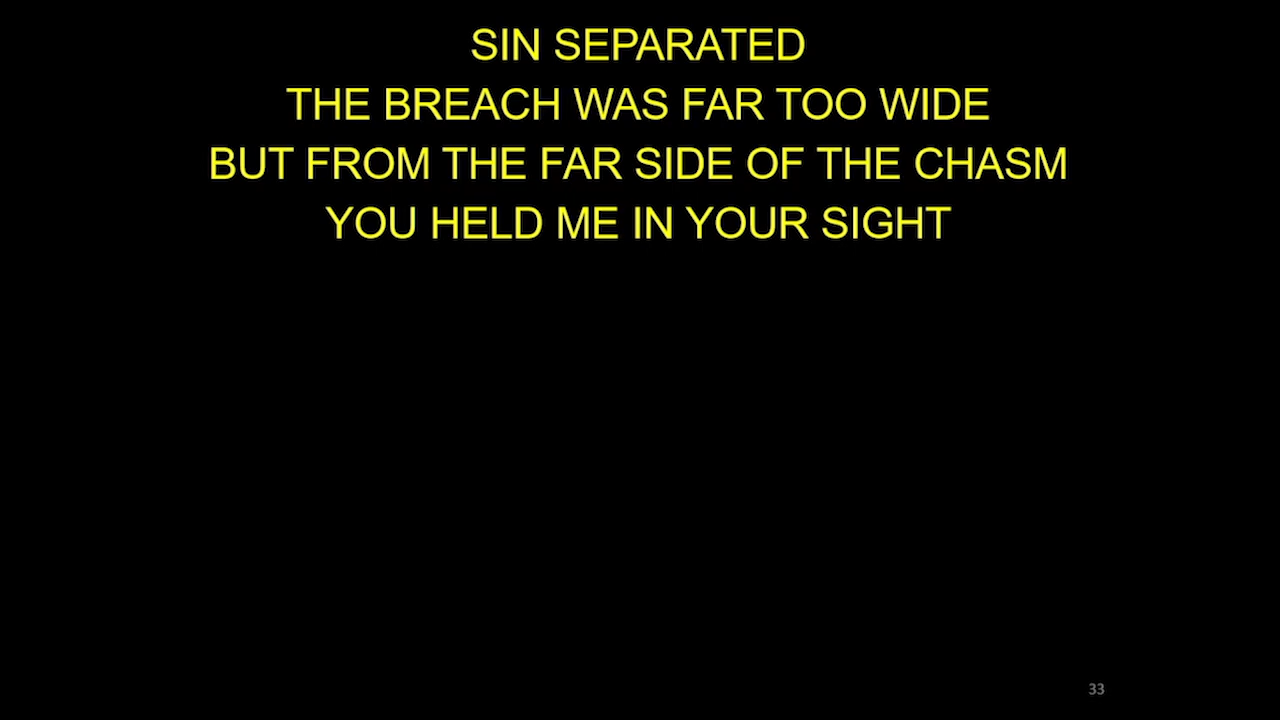 SIN SEPARATED
THE BREACH WAS FAR TOO WIDE
BUT FROM THE FAR SIDE OF THE CHASM
YOU HELD ME IN YOUR SIGHT
33